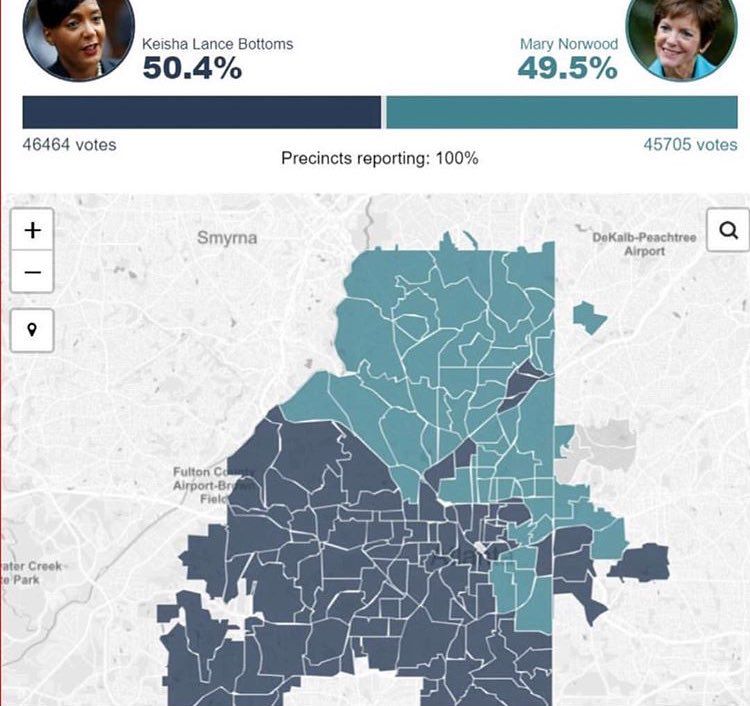 Keisha Lance Bottoms
50.4%
Mary Norwood
49.5%
46464 votes
45705 votes
Precincts reporting: 100%
+
−
Smyrna
DeKalb-Peachtree
Airport
Fulton County
Airport-Brown
Field
Atlanta
ater Creek
te Park